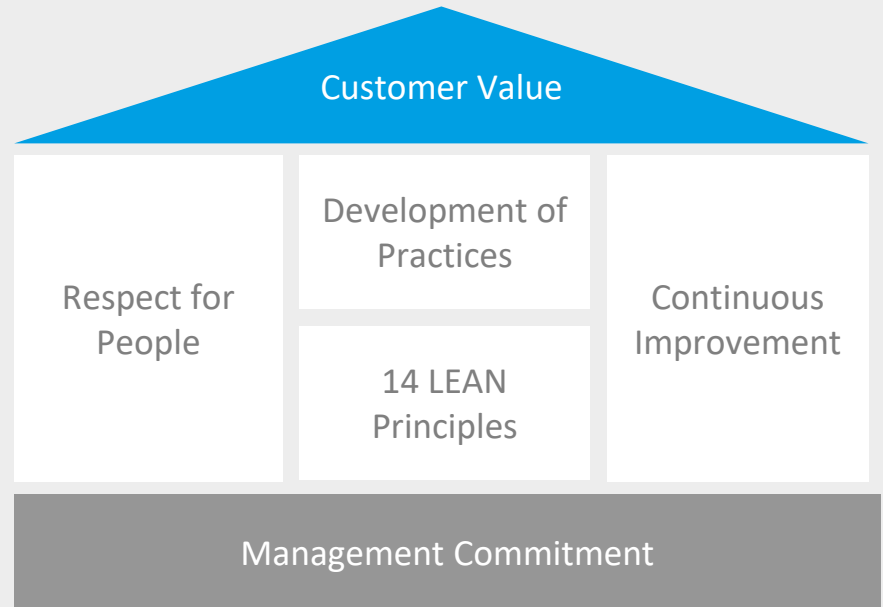 Customer Value
Respect for
People
Development of
Practices
14 LEAN
Principles
Continuous
Improvement
Management Commitment